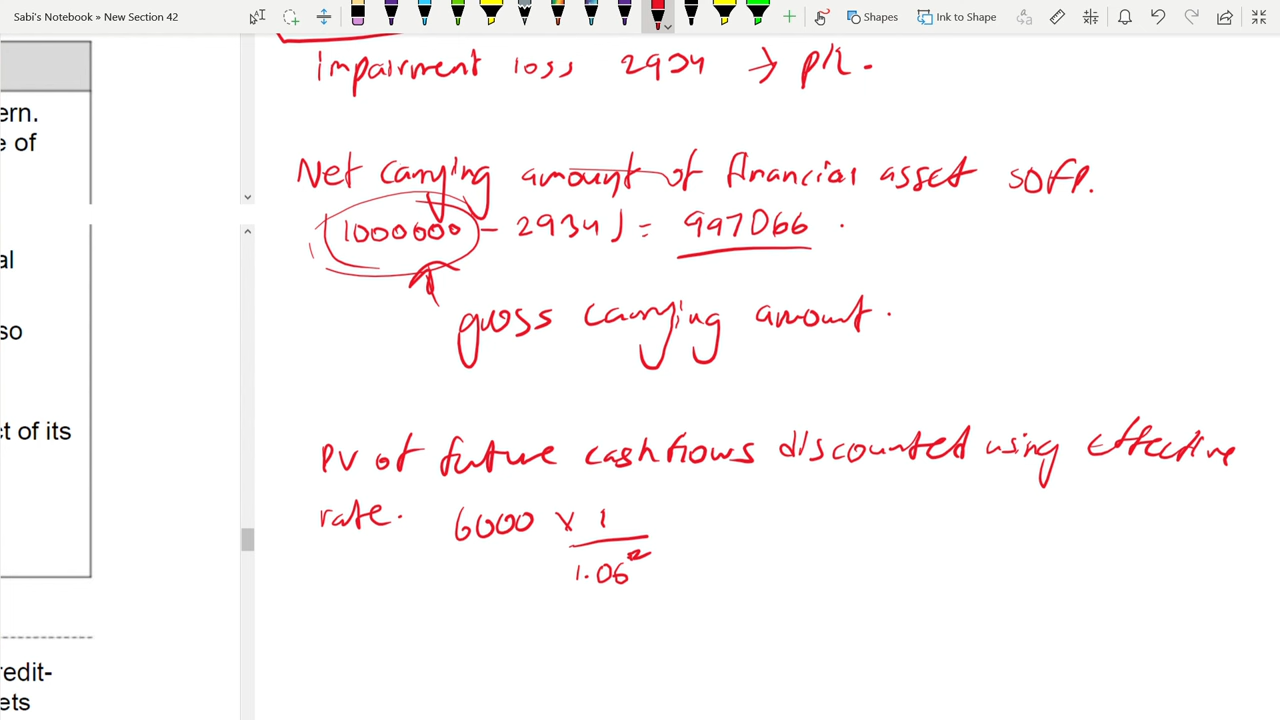 Sabi's Notebook » New Section 42
Shapes
Ink to Shape
ern.
e of
al
so
ct of its
redit-
ets
impairment loss 2934 → P/L.
Net carrying amount of financial asset SOFP.
1000000 - 2934) = 997066.
gross carrying amount.
PV of future cashflows discounted using effective
rate. 6000 x 1
1.06²